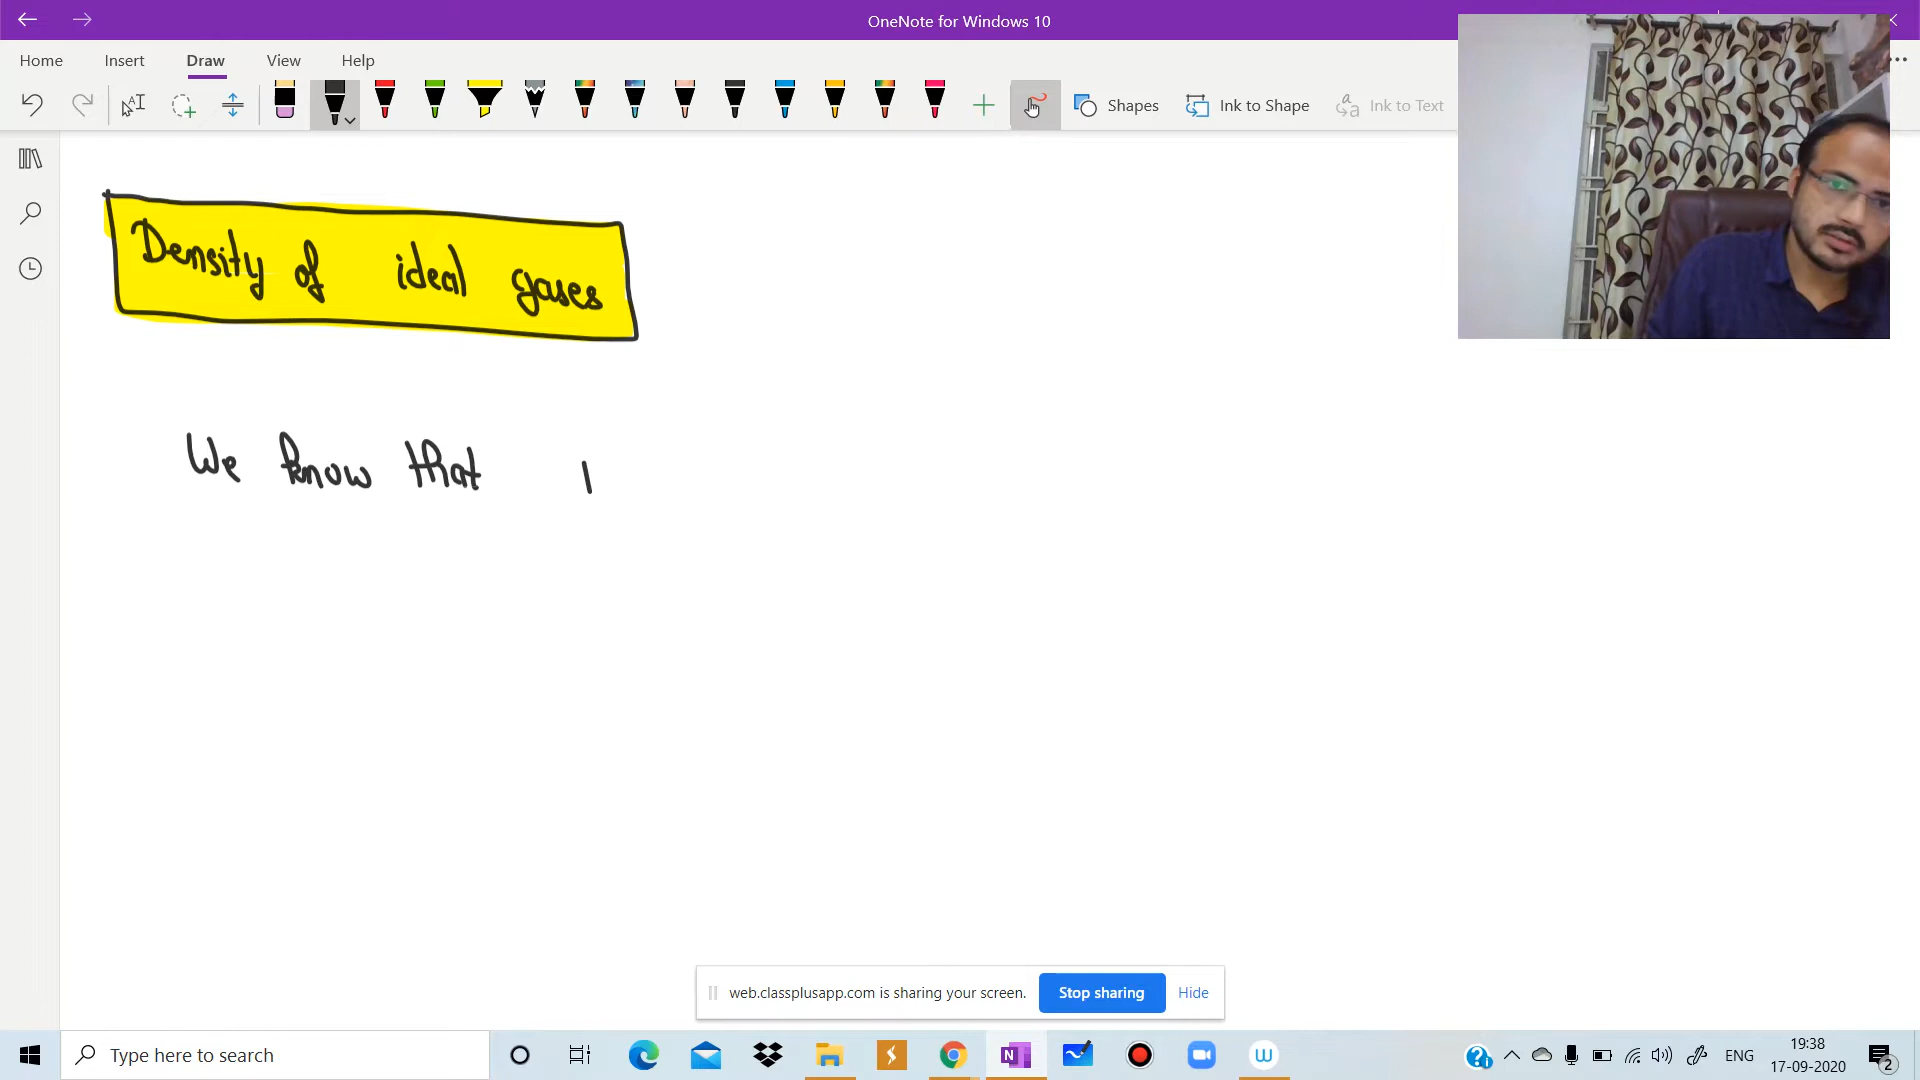 OneNote for Windows 10
Home Insert Draw View Help
Shapes Ink to Shape Ink to Text
Density of ideal gases
We know that
web.classplusapp.com is sharing your screen. Stop sharing Hide
Type here to search
ENG
19:38
17-09-2020
2